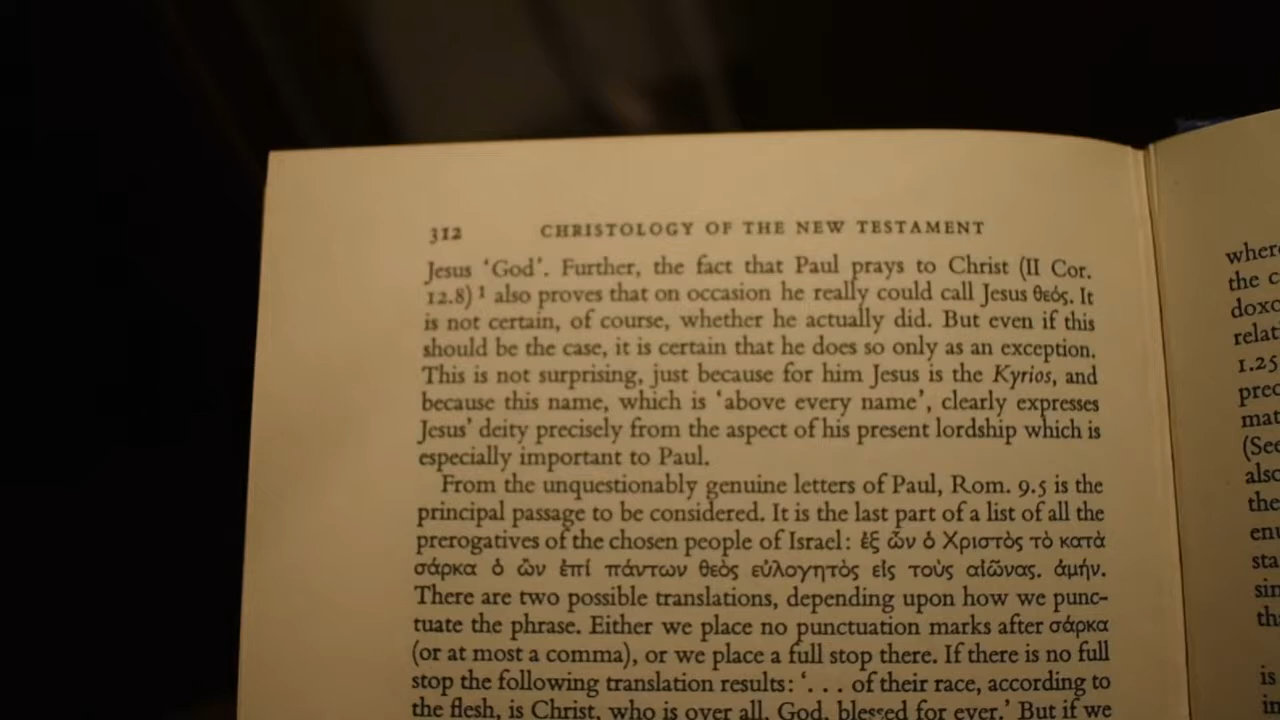 312 CHRISTOLOGY OF THE NEW TESTAMENT
Jesus ‘God’. Further, the fact that Paul prays to Christ (II Cor.
12.8)¹ also proves that on occasion he really could call Jesus θεός. It
is not certain, of course, whether he actually did. But even if this
should be the case, it is certain that he does so only as an exception.
This is not surprising, just because for him Jesus is the Kyrios, and
because this name, which is ‘above every name’, clearly expresses
Jesus’ deity precisely from the aspect of his present lordship which is
especially important to Paul.
From the unquestionably genuine letters of Paul, Rom. 9.5 is the
principal passage to be considered. It is the last part of a list of all the
prerogatives of the chosen people of Israel: ἐξ ὧν ὁ Χριστὸς τὸ κατὰ
σάρκα ὁ ὢν ἐπὶ πάντων θεὸς εὐλογητὸς εἰς τοὺς αἰῶνας. ἀμήν.
There are two possible translations, depending upon how we punc-
tuate the phrase. Either we place no punctuation marks after σάρκα
(or at most a comma), or we place a full stop there. If there is no full
stop the following translation results: ‘. . . of their race, according to
the flesh, is Christ, who is over all, God, blessed for ever.’ But if we
the
1.25
(See
is